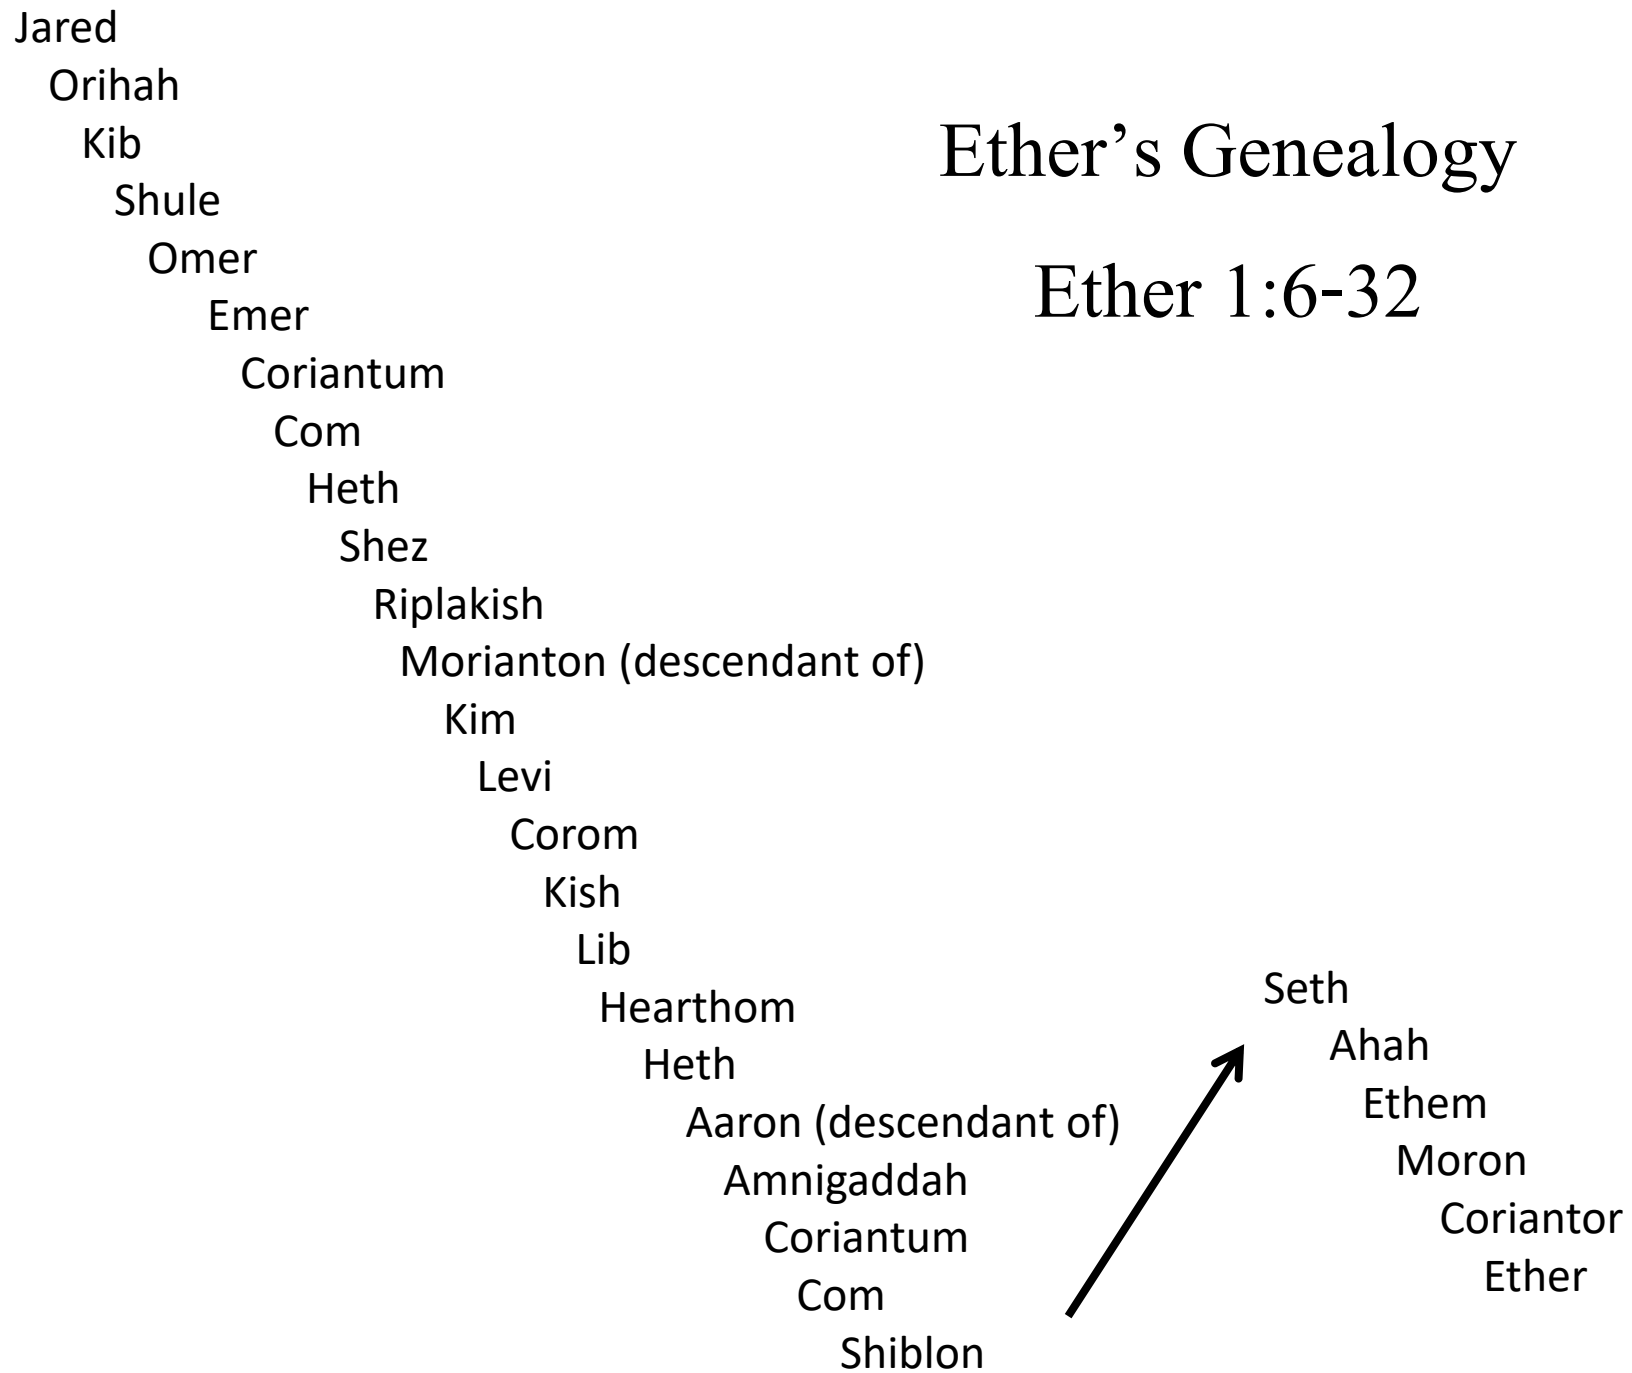 Jared
Orihah
Kib
Shule
Omer
Emer
Coriantum
Com
Heth
Shez
Riplakish
Morianton (descendant of)
Kim
Levi
Corom
Kish
Lib
Hearthom
Heth
Aaron (descendant of)
Amnigaddah
Coriantum
Com
Shiblon
Seth
Ahah
Ethem
Moron
Coriantor
Ether
Ether’s Genealogy
Ether 1:6-32